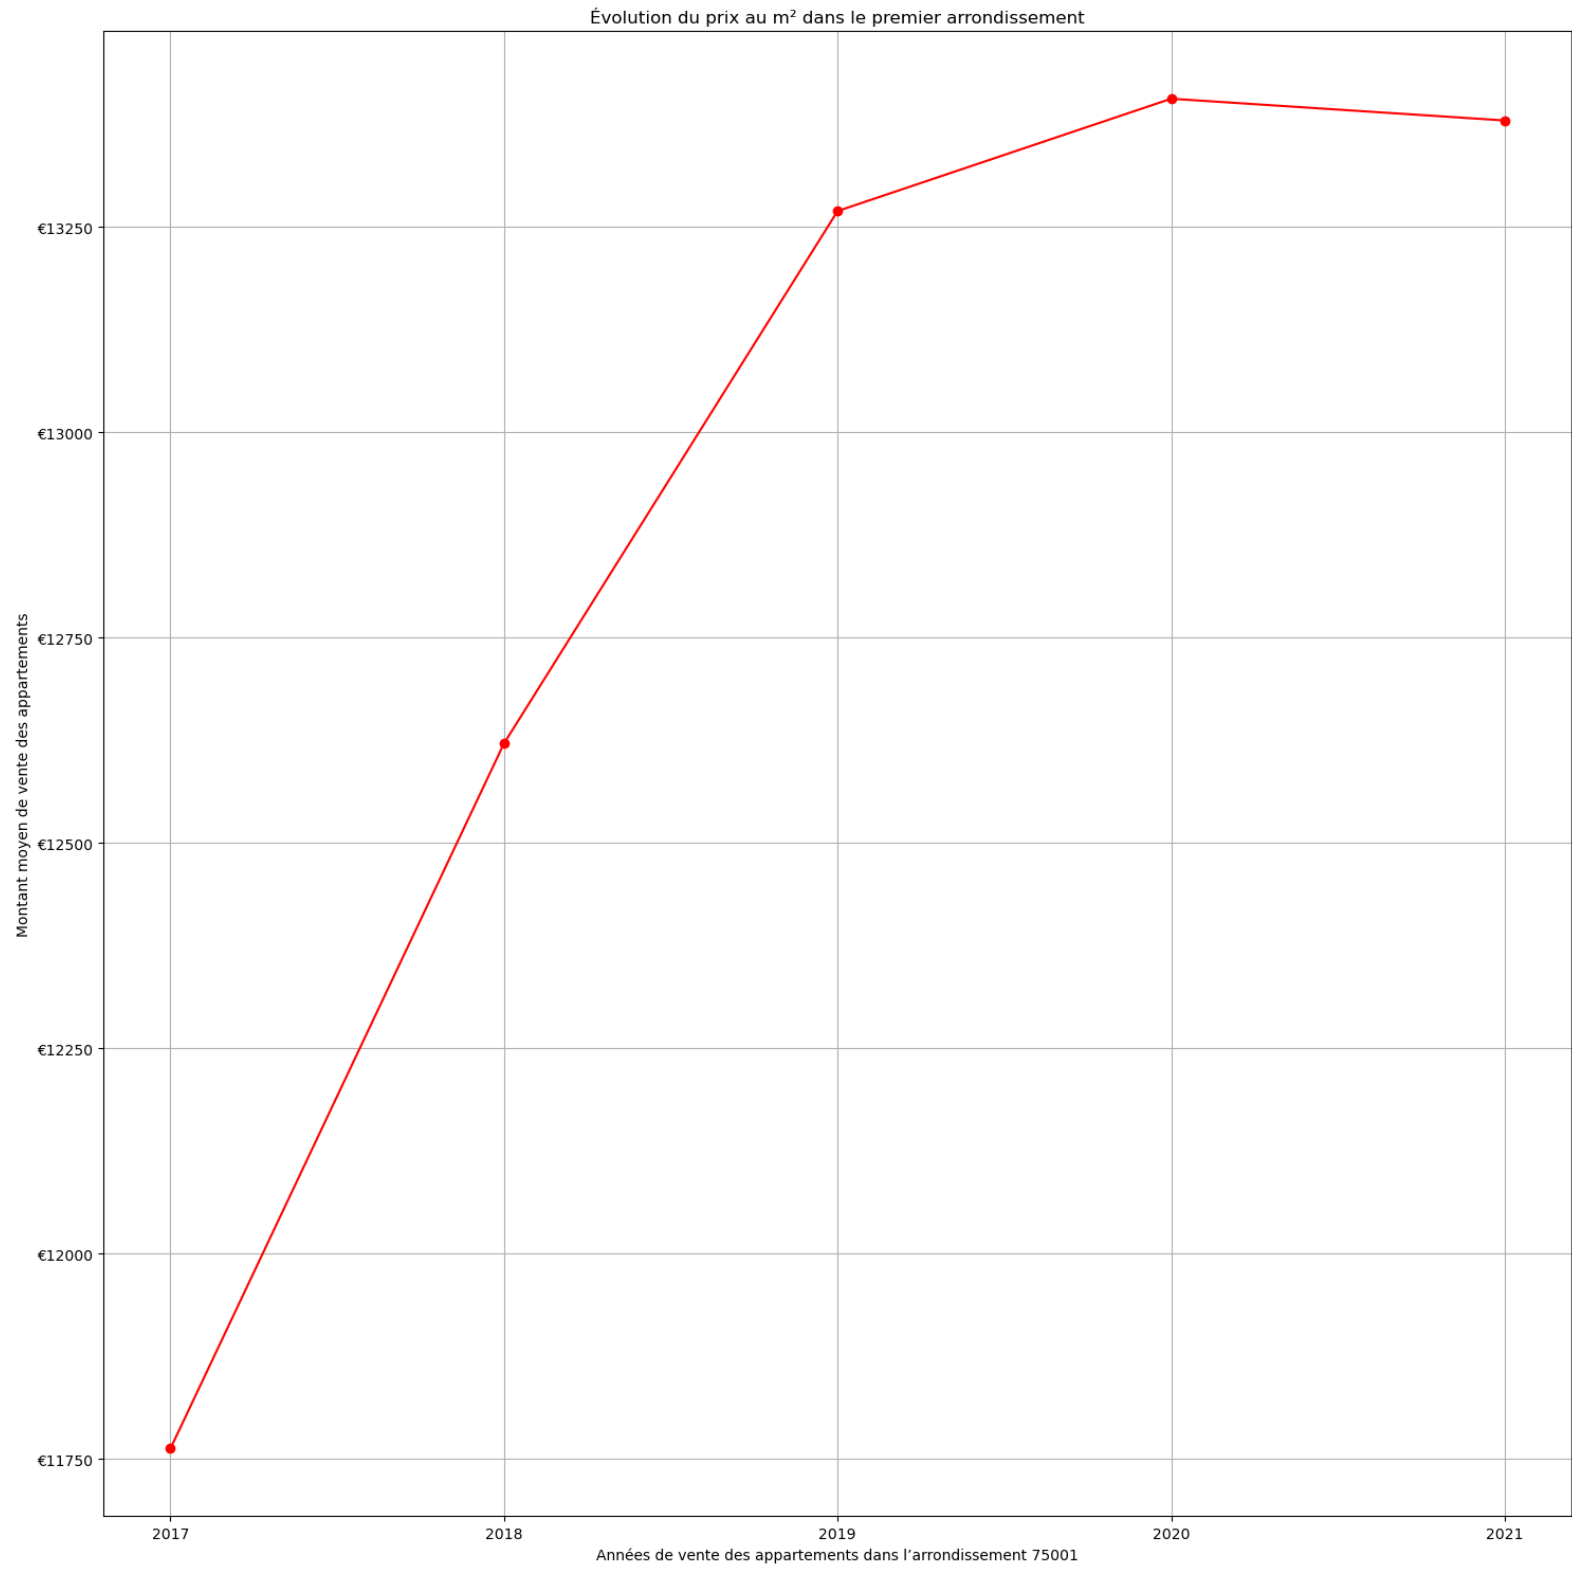 Évolution du prix au m² dans le premier arrondissement
€13250
€13000
€12750
€12500
€12250
€12000
€11750
Montant moyen de vente des appartements
2017 2018 2019 2020 2021
Années de vente des appartements dans l’arrondissement 75001